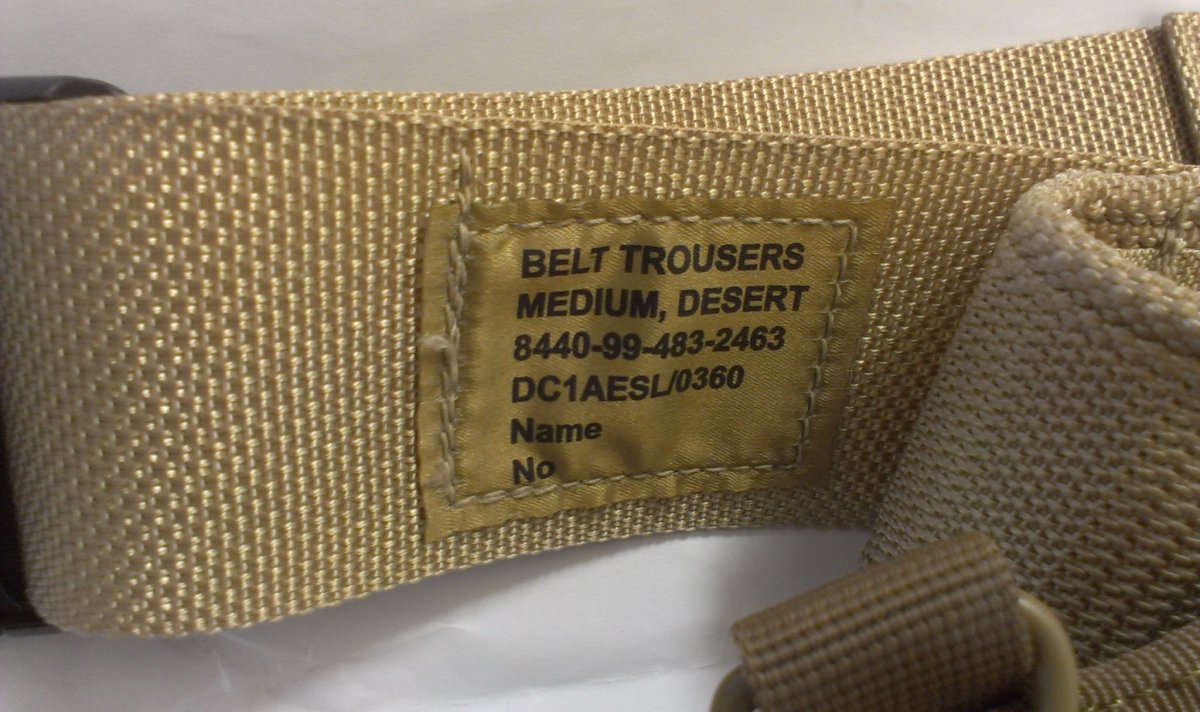 BELT TROUSERS
MEDIUM, DESERT
8440-99-483-2463
DC1AESL/0360
Name
No